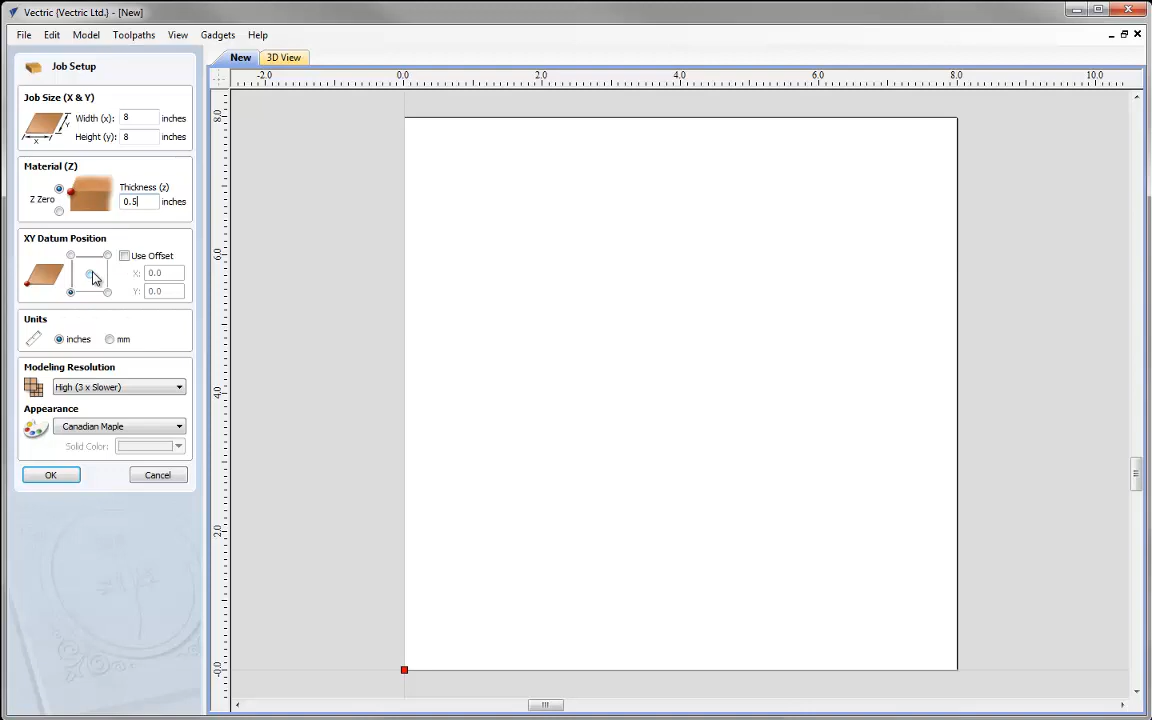 Vectric {Vectric Ltd.} - [New]
File Edit Model Toolpaths View Gadgets Help
Job Setup
New 3D View
-2.0 0.0 2.0 4.0 6.0 8.0 10.0
8.0
6.0
4.0
2.0
-0.0
Job Size (X & Y)
Width (x): 8 inches
Height (y): 8 inches
Y
X
Material (Z)
Thickness (z)
Z Zero 0.5 inches
XY Datum Position
Use Offset
X: 0.0
Y: 0.0
Units
inches mm
Modeling Resolution
High (3 x Slower)
Appearance
Canadian Maple
Solid Color:
OK Cancel